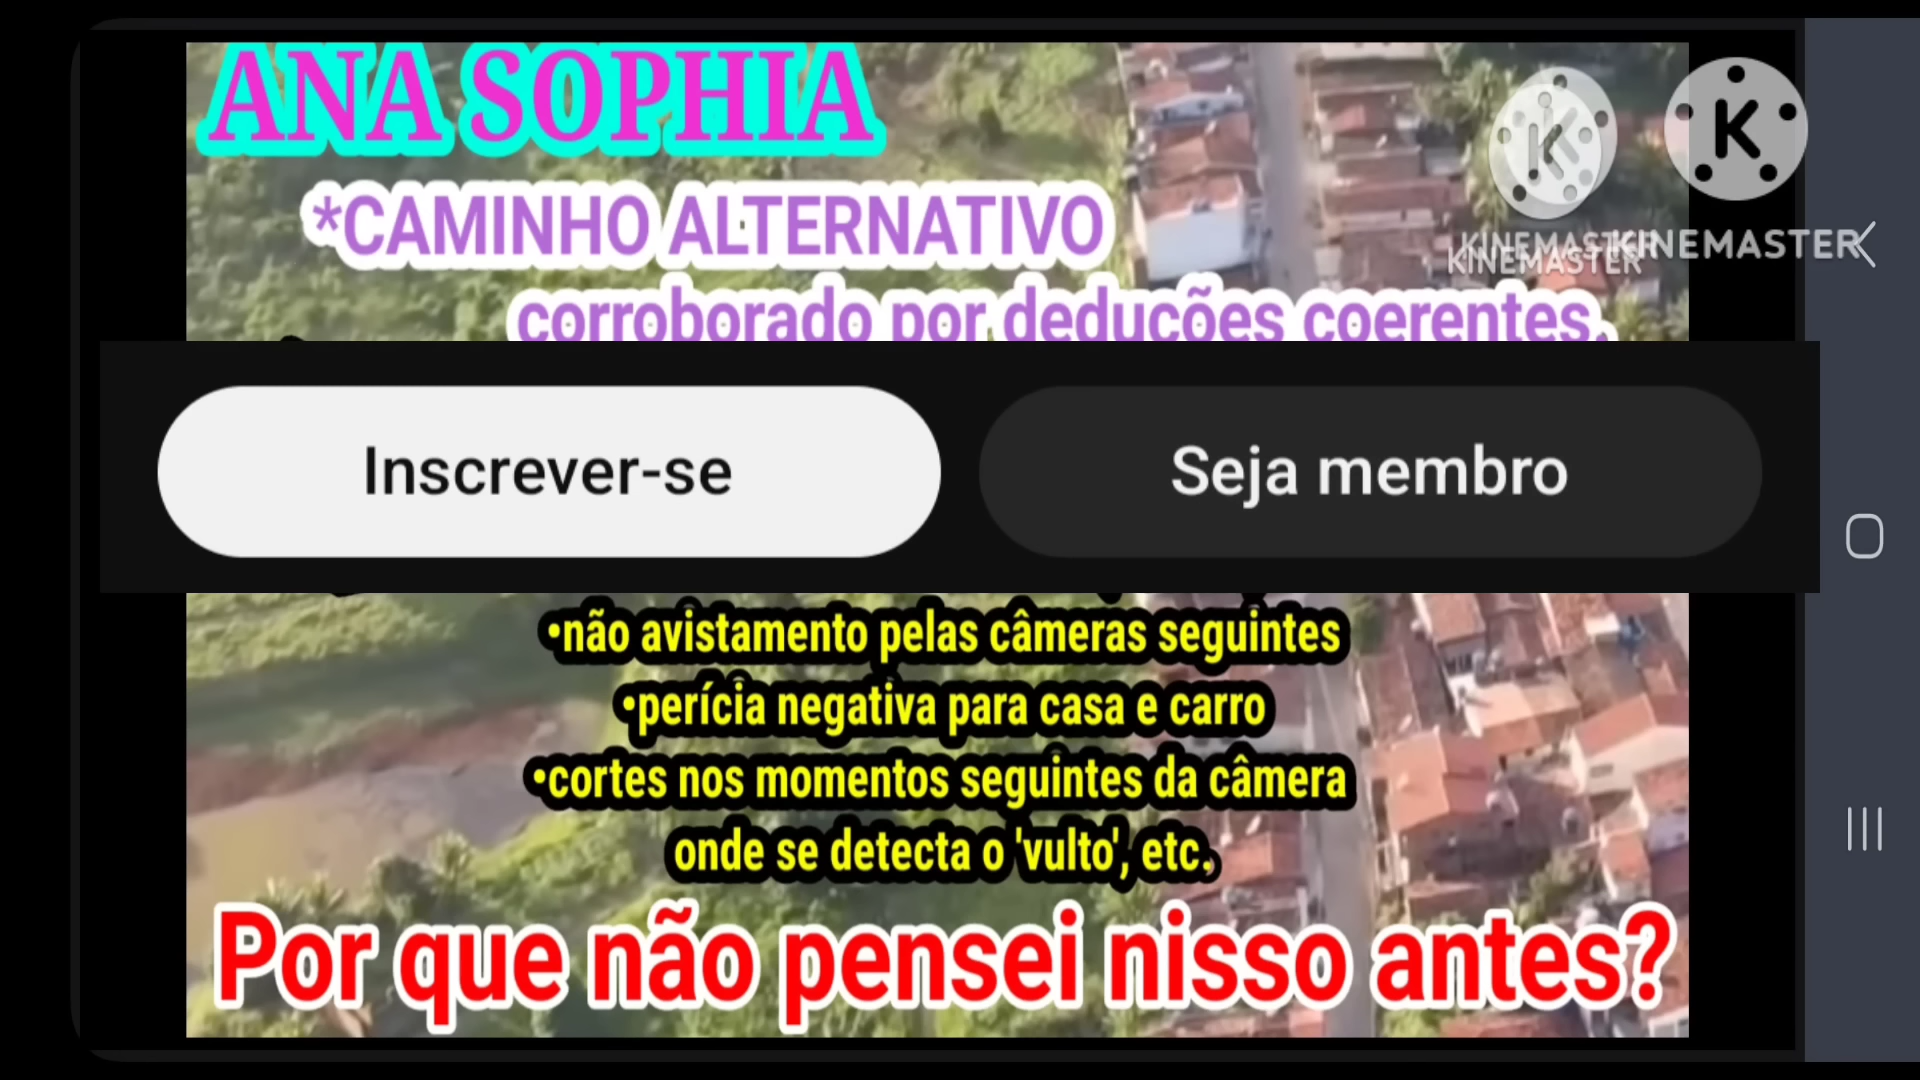 ANA SOPHIA
*CAMINHO ALTERNATIVO
corroborado por deduções coerentes.
K
K
KINEMASTER
KINEMASTER
KINEMASTER
Inscrever-se
Seja membro
•não avistamento pelas câmeras seguintes
•perícia negativa para casa e carro
•cortes nos momentos seguintes da câmera
onde se detecta o 'vulto', etc.
Por que não pensei nisso antes?